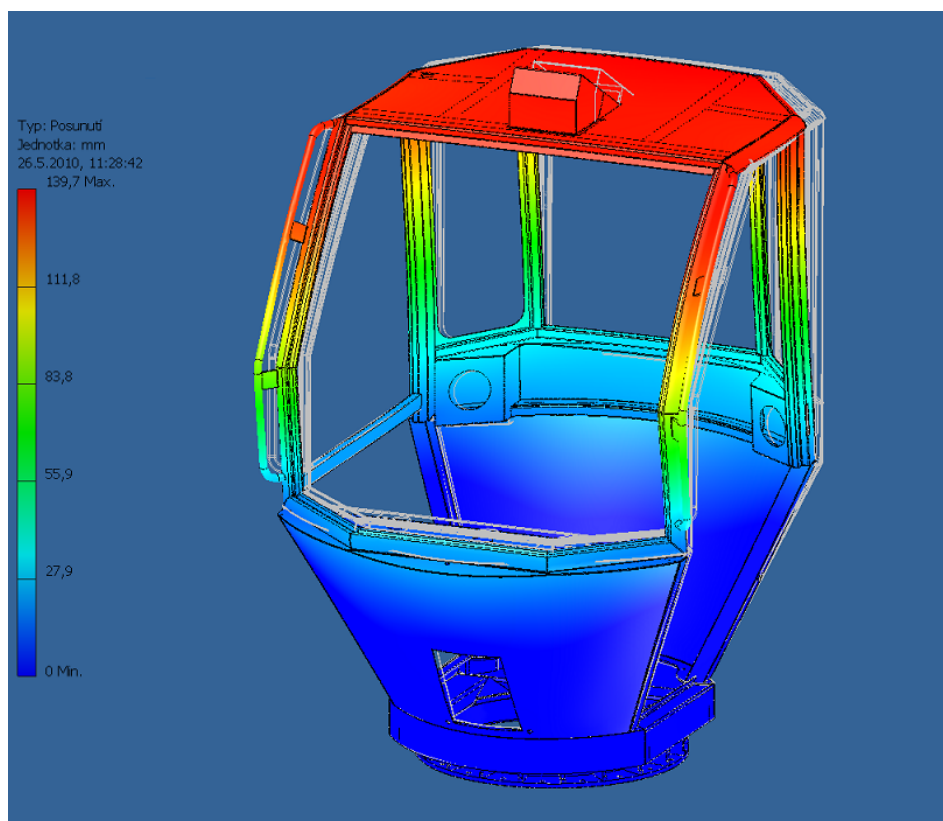 Typ: Posunutí
Jednotka: mm
26.5.2010, 11:28:42
139,7 Max.
111,8
83,8
55,9
27,9
0 Min.